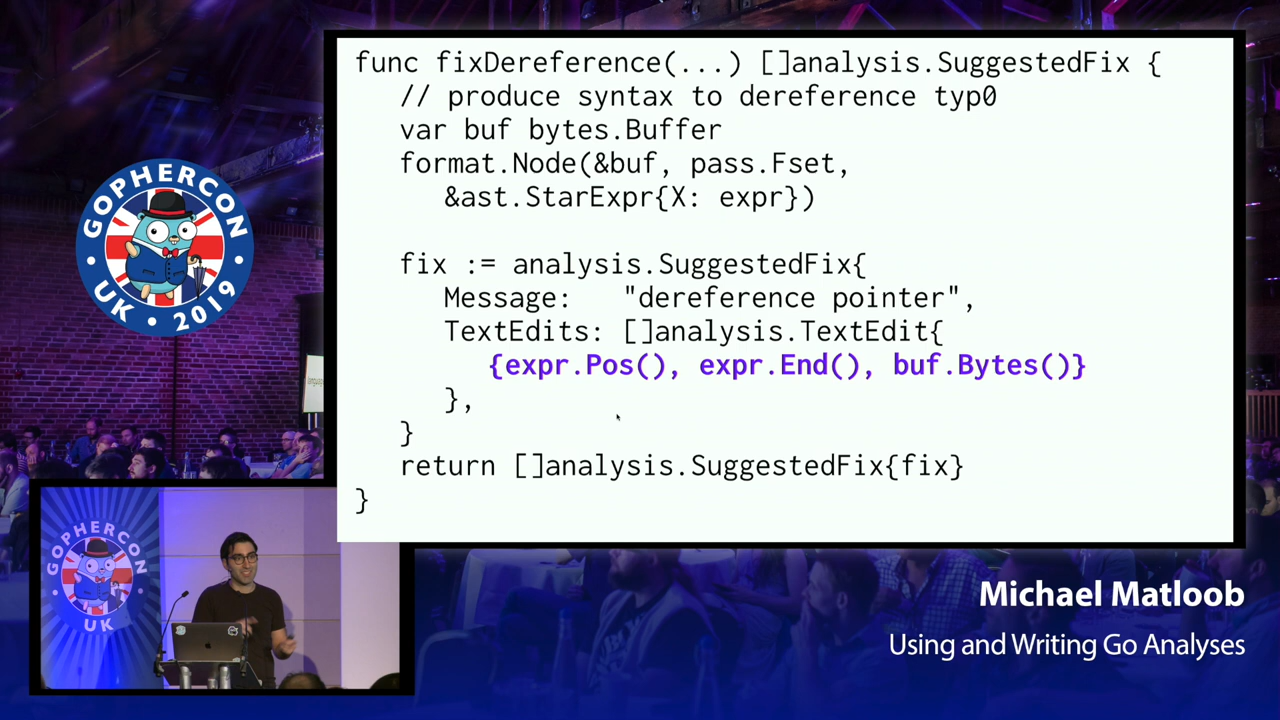 func fixDereference(...) []analysis.SuggestedFix {
// produce syntax to dereference typ0
var buf bytes.Buffer
format.Node(&buf, pass.Fset,
&ast.StarExpr{X: expr})
fix := analysis.SuggestedFix{
Message: "dereference pointer",
TextEdits: []analysis.TextEdit{
{expr.Pos(), expr.End(), buf.Bytes()}
},
}
return []analysis.SuggestedFix{fix}
}
GOPHERCON
UK • 2019
GOPHERCON
UK
Michael Matloob
Using and Writing Go Analyses